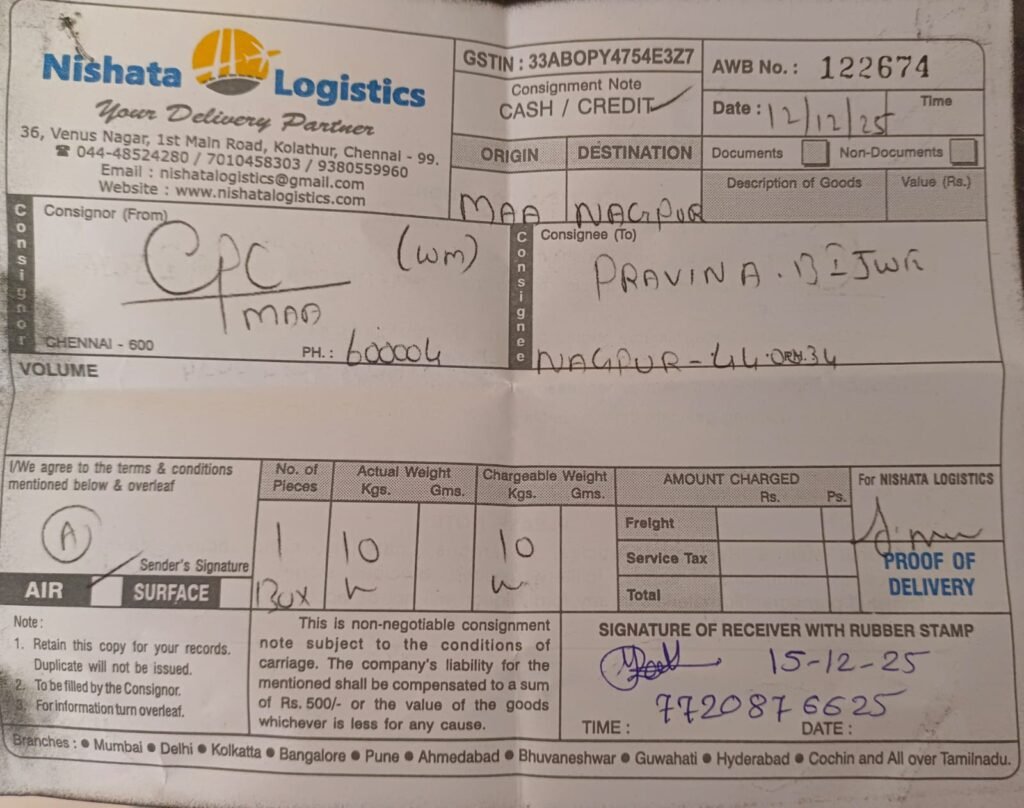 Nishata Logistics
Your Delivery Partner
36, Venus Nagar, 1st Main Road, Kolathur, Chennai - 99.
☎ 044-48524280 / 7010458303 / 9380559960
Email : nishatalogistics@gmail.com
Website : www.nishatalogistics.com
GSTIN : 33ABOPY4754E3Z7
Consignment Note
CASH / CREDIT
AWB No. : 122674
Date : 12/12/25 Time
ORIGIN DESTINATION
MAA NAGPUR
Documents Non-Documents
Description of Goods Value (Rs.)
Consignor
Consignor (From)
CPC (WM)
MAA
CHENNAI - 600 PH. : 600004
Consignee
Consignee (To)
PRAVINA
NAGPUR - 44
VOLUME
I/We agree to the terms & conditions
mentioned below & overleaf
A
Sender's Signature
AIR SURFACE
No. of Pieces
1
BOX
Actual Weight
Kgs. Gms.
10
Chargeable Weight
Kgs. Gms.
10
AMOUNT CHARGED
Rs. Ps.
Freight
Service Tax
Total
For NISHATA LOGISTICS
PROOF OF
DELIVERY
Note :
1. Retain this copy for your records.
Duplicate will not be issued.
2. To be filled by the Consignor.
3. For information turn overleaf.
This is non-negotiable consignment
note subject to the conditions of
carriage. The company's liability for the
mentioned shall be compensated to a sum
of Rs. 500/- or the value of the goods
whichever is less for any cause.
SIGNATURE OF RECEIVER WITH RUBBER STAMP
15-12-25
7720876625
TIME : DATE :
Branches : ● Mumbai ● Delhi ● Kolkatta ● Bangalore ● Pune ● Ahmedabad ● Bhuvaneshwar ● Guwahati ● Hyderabad ● Cochin and All over Tamilnadu.